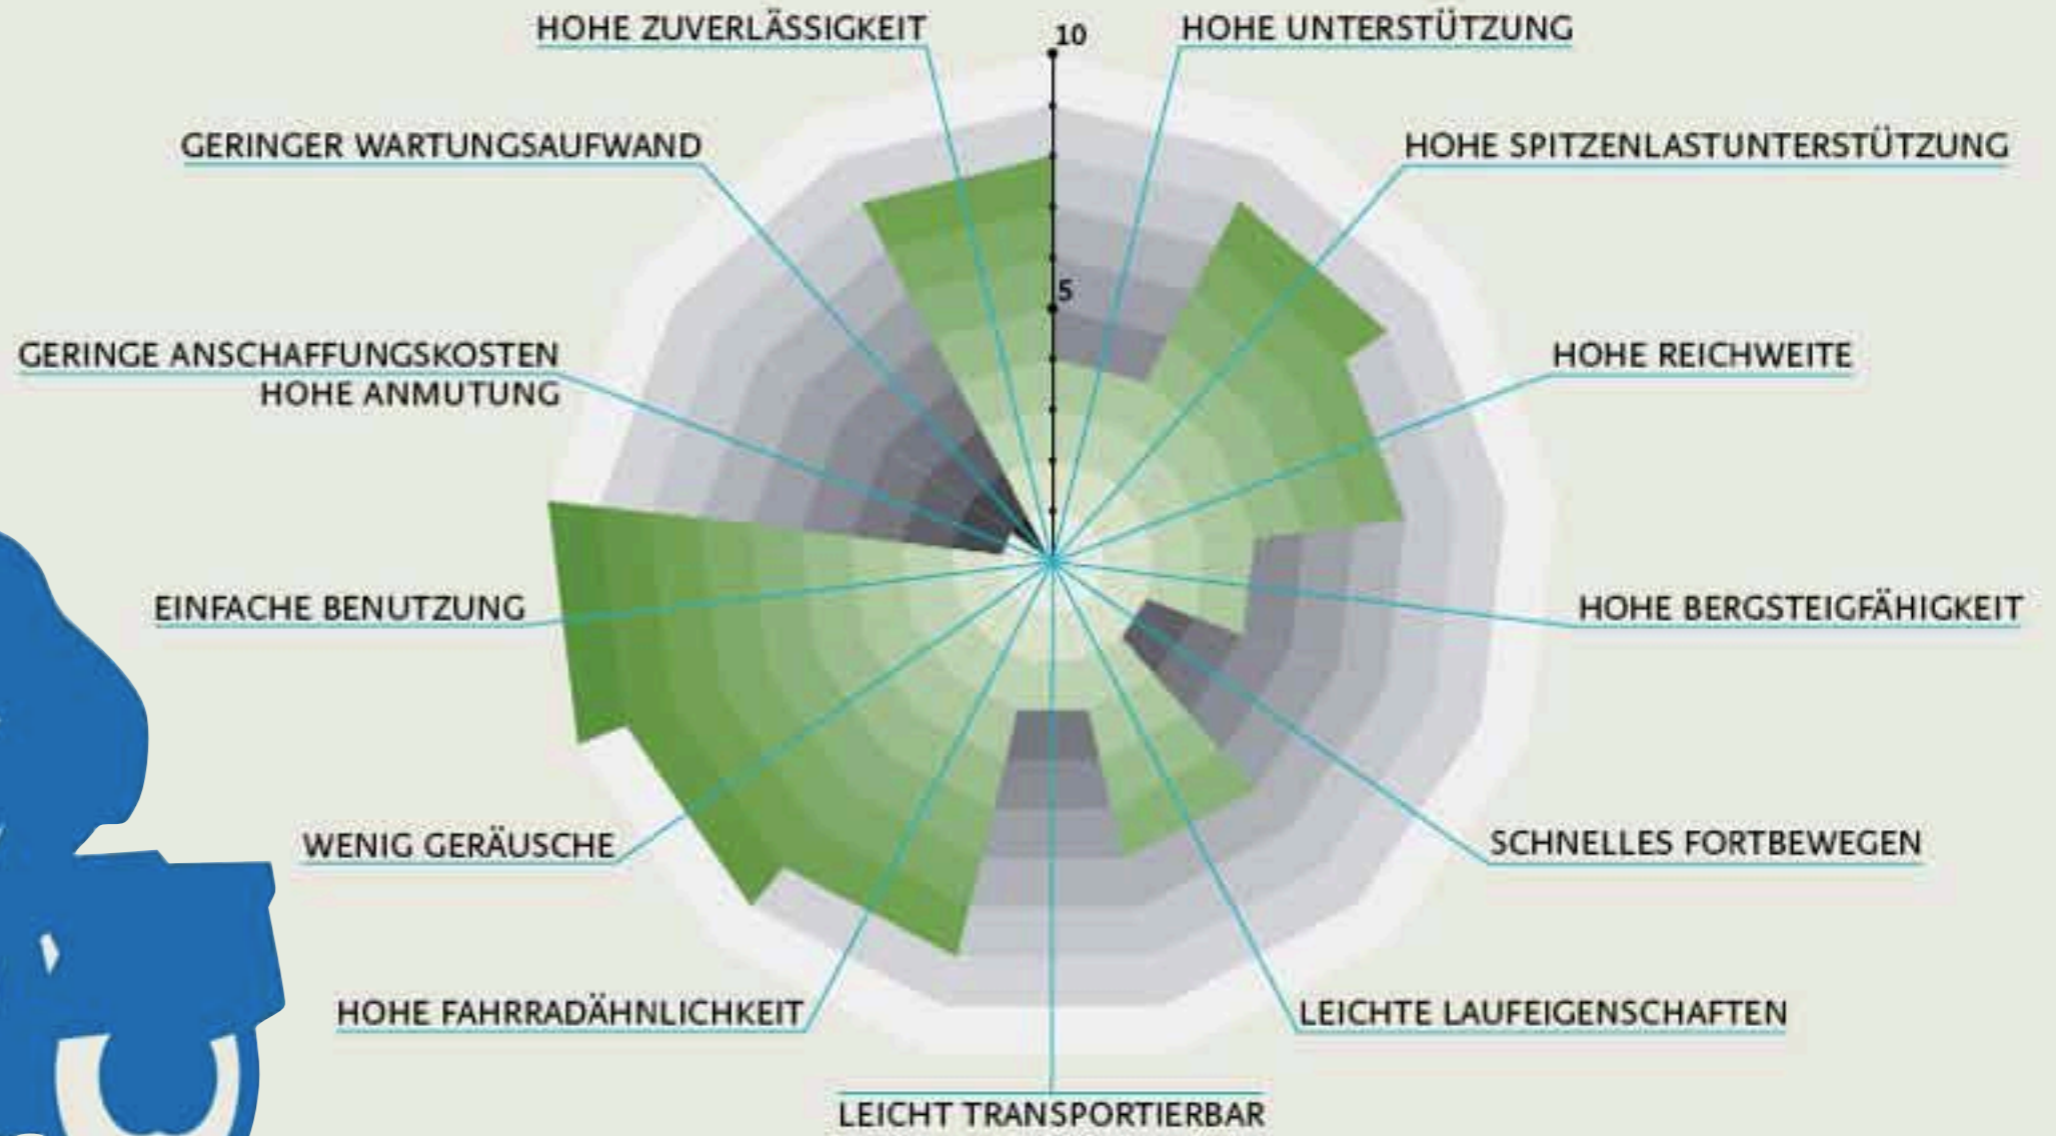 HOHE ZUVERLÄSSIGKEIT
10
HOHE UNTERSTÜTZUNG
GERINGER WARTUNGSAUFWAND
HOHE SPITZENLASTUNTERSTÜTZUNG
5
GERINGE ANSCHAFFUNGSKOSTEN
HOHE ANMUTUNG
HOHE REICHWEITE
EINFACHE BENUTZUNG
HOHE BERGSTEIGFÄHIGKEIT
WENIG GERÄUSCHE
SCHNELLES FORTBEWEGEN
HOHE FAHRRADÄHNLICHKEIT
LEICHTE LAUFEIGENSCHAFTEN
LEICHT TRANSPORTIERBAR